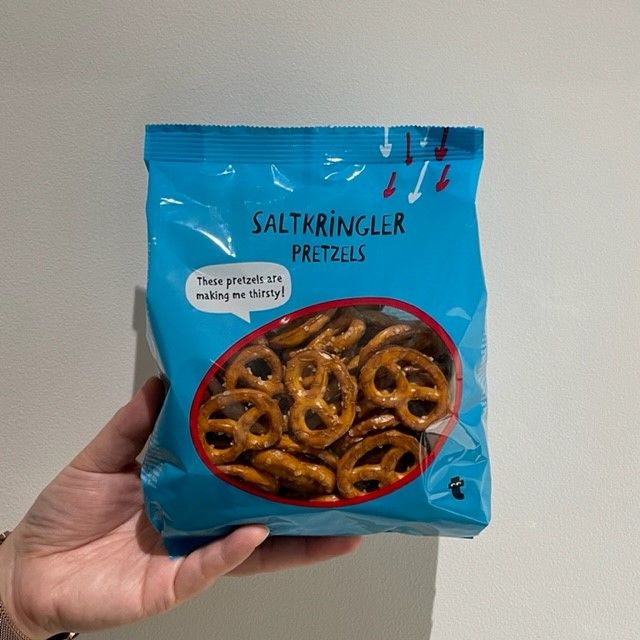 SALTKRiNGLER
PRETZELS
These pretzels are
making me thirsty!
t